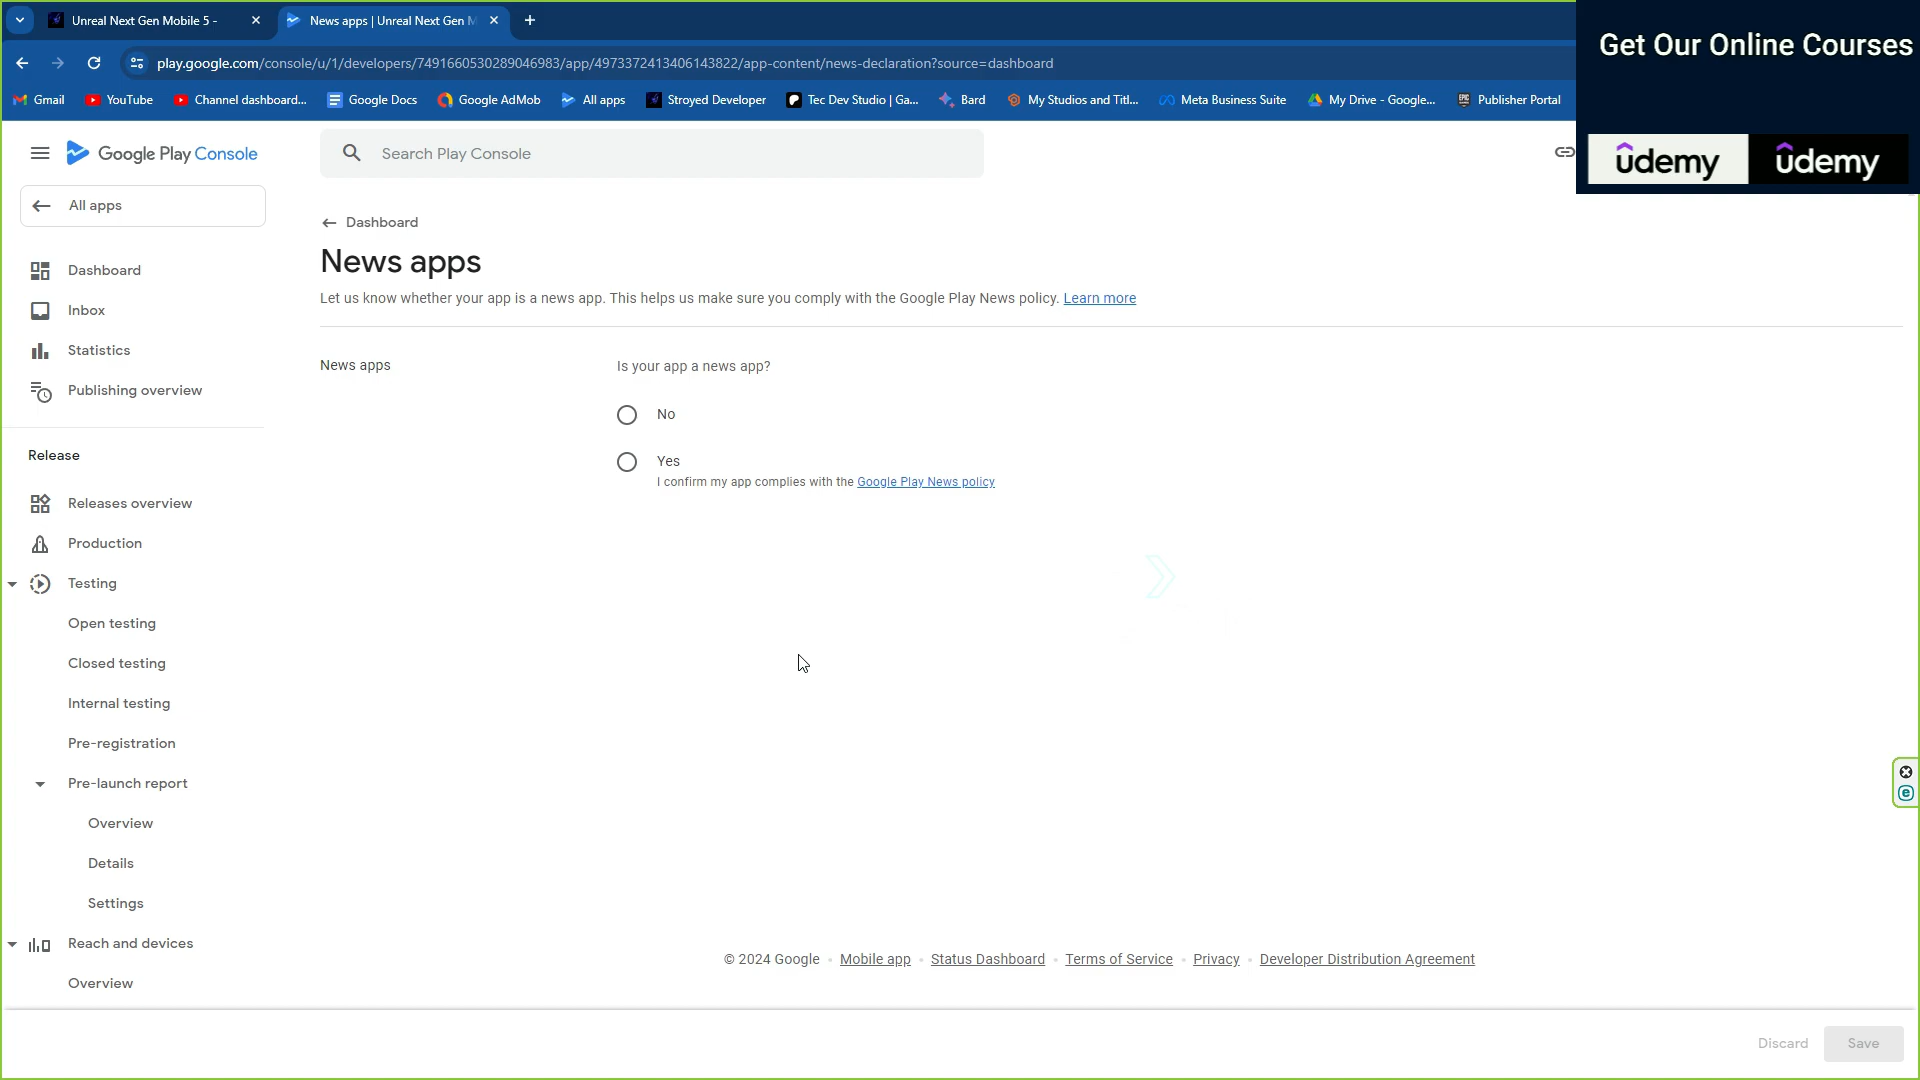 Unreal Next Gen Mobile 5 -
News apps | Unreal Next Gen M
play.google.com/console/u/1/developers/7491660530289046983/app/4973372413406143822/app-content/news-declaration?source=dashboard
Gmail
YouTube
Channel dashboard...
Google Docs
Google AdMob
All apps
Stroyed Developer
Tec Dev Studio | Ga...
Bard
My Studios and Titl...
Meta Business Suite
My Drive - Google...
Publisher Portal
Get Our Online Courses
udemy
udemy
Google Play Console
Search Play Console
All apps
Dashboard
Inbox
Statistics
Publishing overview
Release
Releases overview
Production
Testing
Open testing
Closed testing
Internal testing
Pre-registration
Pre-launch report
Overview
Details
Settings
Reach and devices
Overview
Dashboard
News apps
Let us know whether your app is a news app. This helps us make sure you comply with the Google Play News policy. Learn more
News apps
Is your app a news app?
No
Yes
I confirm my app complies with the Google Play News policy
© 2024 Google · Mobile app · Status Dashboard · Terms of Service · Privacy · Developer Distribution Agreement
Discard
Save